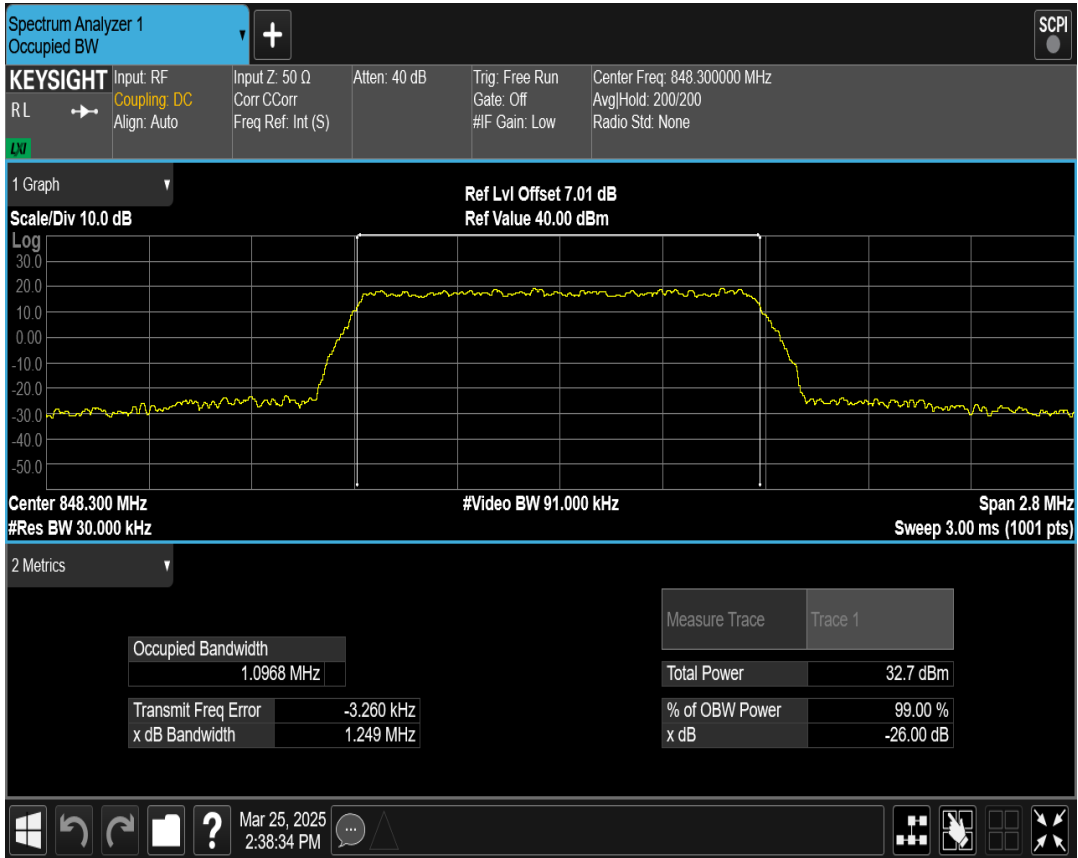 Spectrum Analyzer 1
Occupied BW
SCPI
KEYSIGHT
R L
LXI
Input: RF
Coupling: DC
Align: Auto
Input Z: 50 Ω
Corr CCorr
Freq Ref: Int (S)
Atten: 40 dB
Trig: Free Run
Gate: Off
#IF Gain: Low
Center Freq: 848.300000 MHz
Avg|Hold: 200/200
Radio Std: None
1 Graph
Scale/Div 10.0 dB
Ref Lvl Offset 7.01 dB
Ref Value 40.00 dBm
Log
30.0
20.0
10.0
0.00
-10.0
-20.0
-30.0
-40.0
-50.0
Center 848.300 MHz
#Video BW 91.000 kHz
Span 2.8 MHz
#Res BW 30.000 kHz
Sweep 3.00 ms (1001 pts)
2 Metrics
Occupied Bandwidth
1.0968 MHz
Transmit Freq Error -3.260 kHz
x dB Bandwidth 1.249 MHz
Measure Trace Trace 1
Total Power 32.7 dBm
% of OBW Power 99.00 %
x dB -26.00 dB
Mar 25, 2025
2:38:34 PM